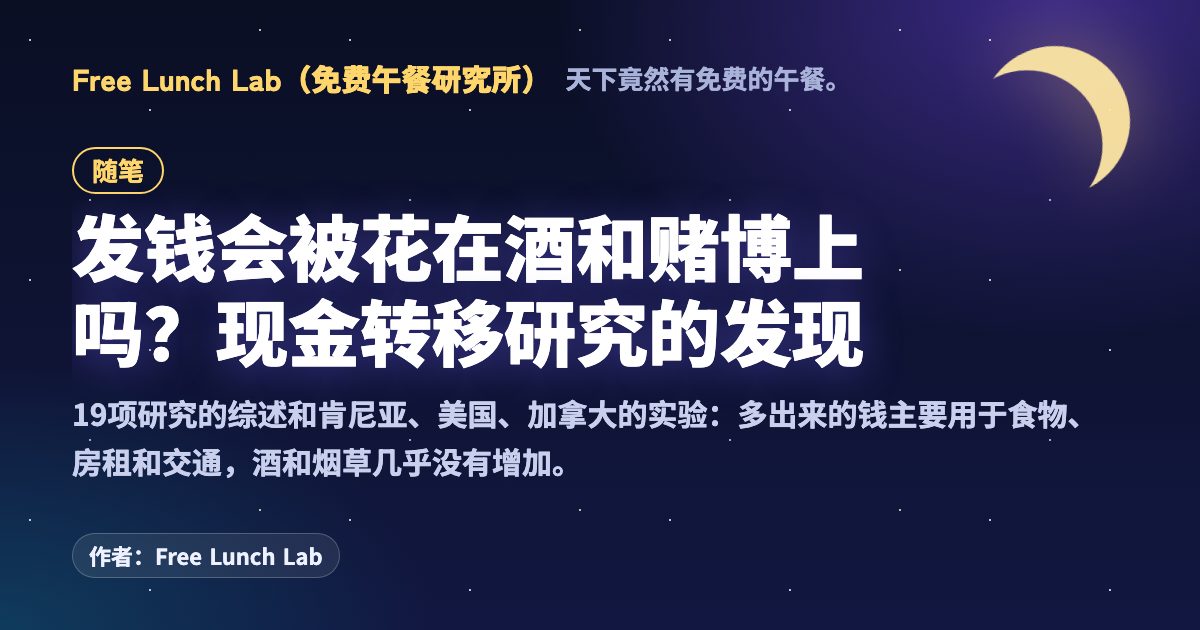 Free Lunch Lab（免费午餐研究所） 天下竟然有免费的午餐。
随笔
发钱会被花在酒和赌博上
吗？现金转移研究的发现
19项研究的综述和肯尼亚、美国、加拿大的实验：多出来的钱主要用于食物、
房租和交通，酒和烟草几乎没有增加。
作者：Free Lunch Lab